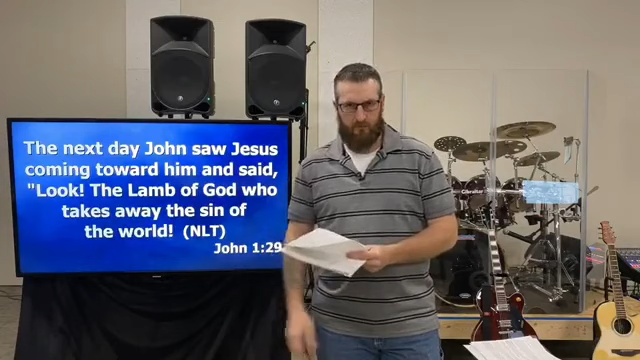 The next day John saw Jesus
coming toward him and said,
"Look! The Lamb of God who
takes away the sin of
the world! (NLT)
John 1:29
Gibraltar